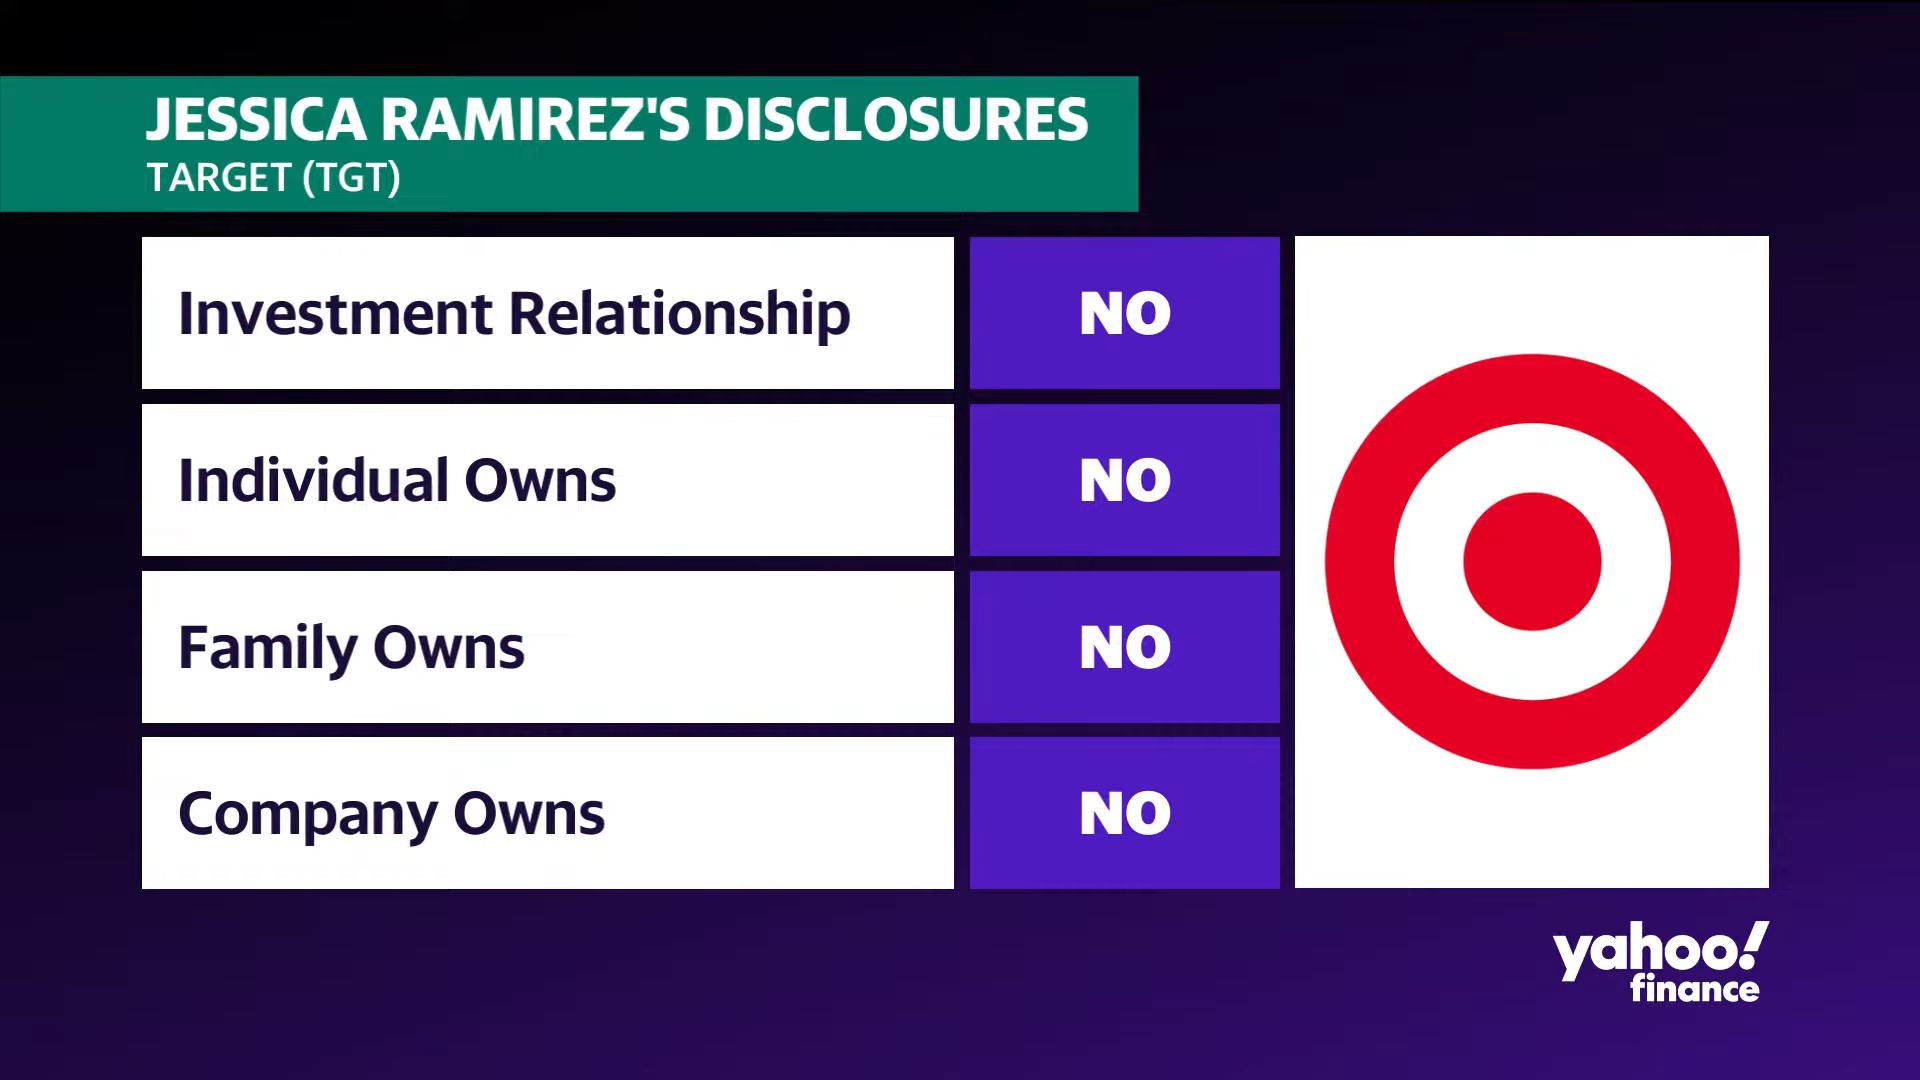 JESSICA RAMIREZ'S DISCLOSURES
TARGET (TGT)
Investment Relationship NO
Individual Owns NO
Family Owns NO
Company Owns NO
yahoo!
finance